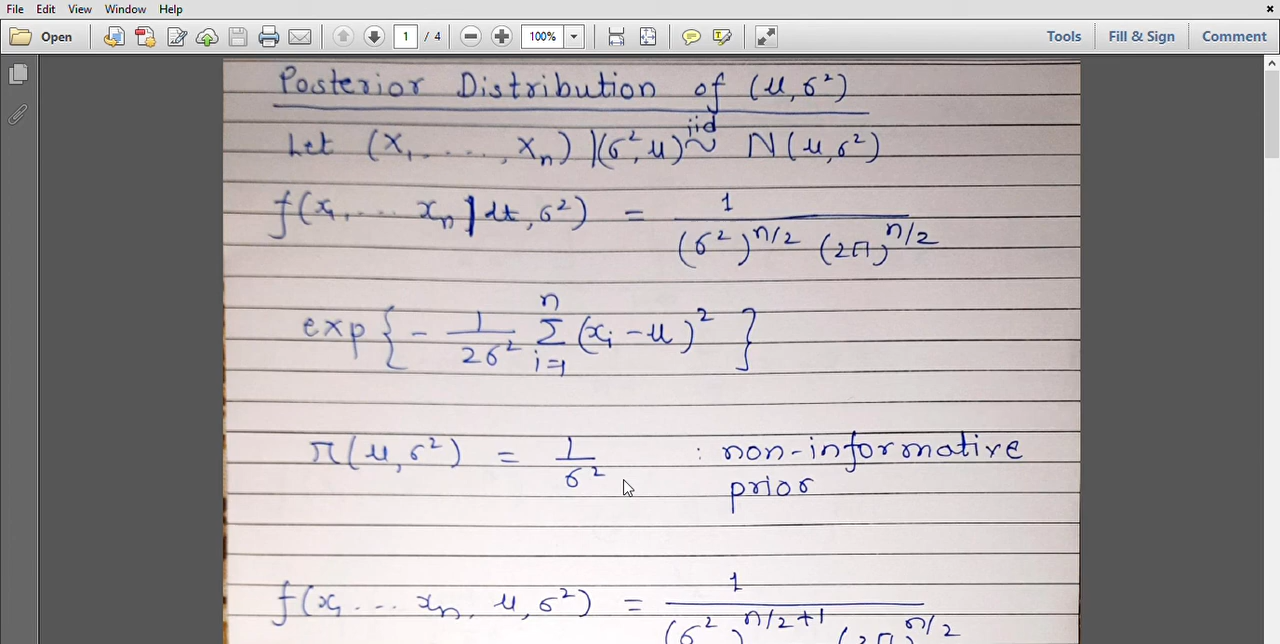 File Edit View Window Help
Open 1 / 4 100% Tools Fill & Sign Comment
Posterior Distribution of (μ, σ²)
Let (X₁, ...., Xₙ) |(σ², μ) iid ~ N(μ, σ²)
f(x₁, ... xₙ | μ, σ²) = 1 / (σ²)^{n/2} (2π)^{n/2}
exp{ - 1/2σ² Σ_{i=1}^{n} (xᵢ - μ)² }
π(μ, σ²) = 1/σ² : non-informative
prior
f(x₁ ... xₙ, μ, σ²) = 1 / (σ²)^{n/2+1} (2π)^{n/2}